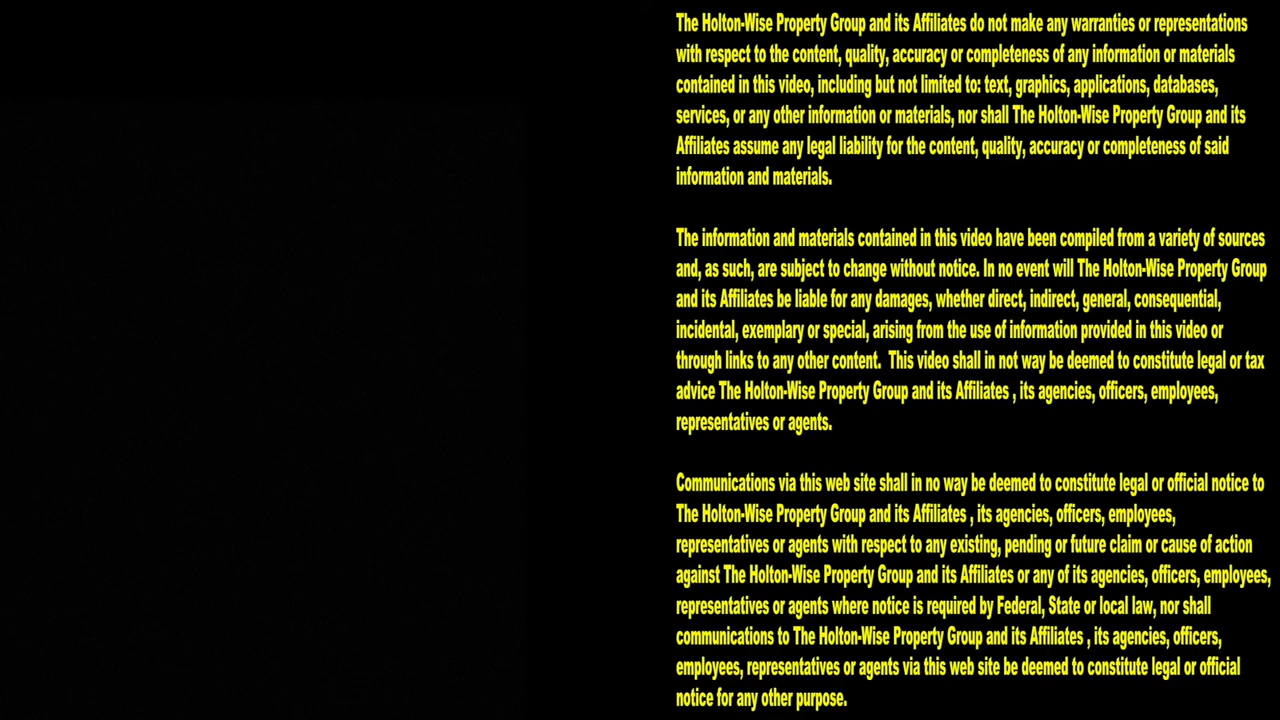 The Holton-Wise Property Group and its Affiliates do not make any warranties or representations
with respect to the content, quality, accuracy or completeness of any information or materials
contained in this video, including but not limited to: text, graphics, applications, databases,
services, or any other information or materials, nor shall The Holton-Wise Property Group and its
Affiliates assume any legal liability for the content, quality, accuracy or completeness of said
information and materials.
The information and materials contained in this video have been compiled from a variety of sources
and, as such, are subject to change without notice. In no event will The Holton-Wise Property Group
and its Affiliates be liable for any damages, whether direct, indirect, general, consequential,
incidental, exemplary or special, arising from the use of information provided in this video or
through links to any other content.  This video shall in not way be deemed to constitute legal or tax
advice The Holton-Wise Property Group and its Affiliates , its agencies, officers, employees,
representatives or agents.
Communications via this web site shall in no way be deemed to constitute legal or official notice to
The Holton-Wise Property Group and its Affiliates , its agencies, officers, employees,
representatives or agents with respect to any existing, pending or future claim or cause of action
against The Holton-Wise Property Group and its Affiliates or any of its agencies, officers, employees,
representatives or agents where notice is required by Federal, State or local law, nor shall
communications to The Holton-Wise Property Group and its Affiliates , its agencies, officers,
employees, representatives or agents via this web site be deemed to constitute legal or official
notice for any other purpose.